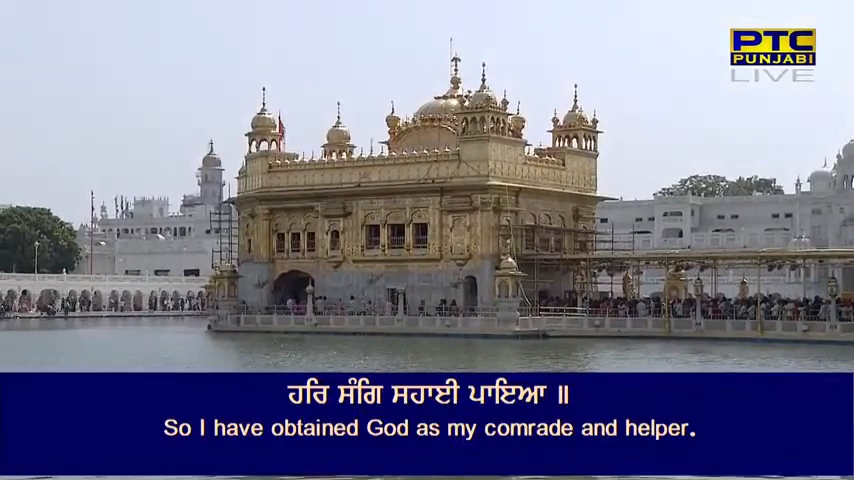 PTC
PUNJABI
LIVE
ਹਰਿ ਸੰਗਿ ਸਹਾਈ ਪਾਇਆ ॥
So I have obtained God as my comrade and helper.